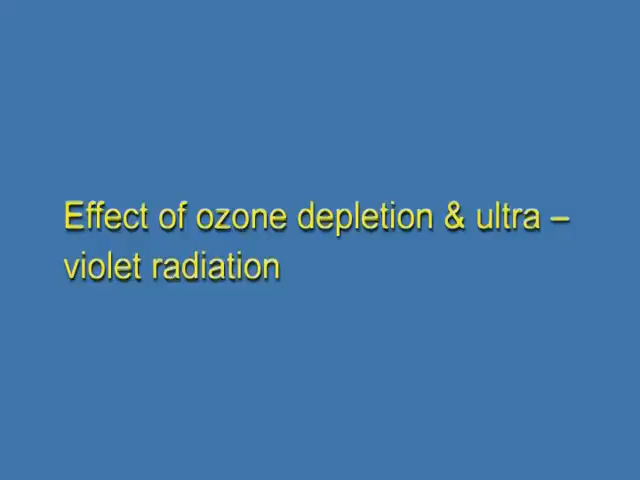 Effect of ozone depletion & ultra –
violet radiation